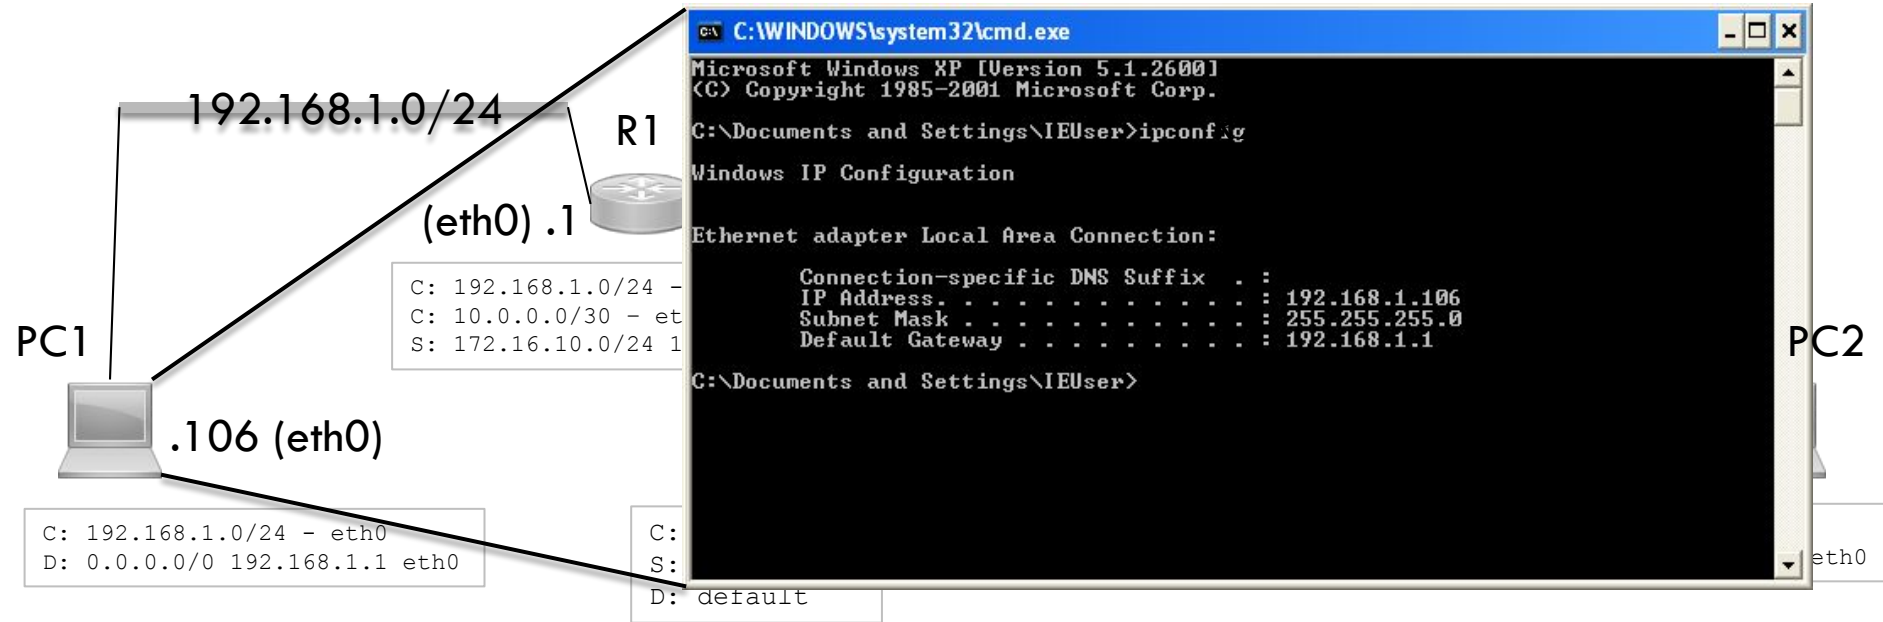 C:\WINDOWS\system32\cmd.exe
Microsoft Windows XP [Version 5.1.2600]
(C) Copyright 1985-2001 Microsoft Corp.
C:\Documents and Settings\IEUser>ipconfig
Windows IP Configuration
Ethernet adapter Local Area Connection:
Connection-specific DNS Suffix . :
IP Address. . . . . . . . . . . . : 192.168.1.106
Subnet Mask . . . . . . . . . . . : 255.255.255.0
Default Gateway . . . . . . . . . : 192.168.1.1
C:\Documents and Settings\IEUser>
192.168.1.0/24
R1
(eth0) .1
C: 192.168.1.0/24 -
C: 10.0.0.0/30 – et
S: 172.16.10.0/24 1
PC1
.106 (eth0)
C: 192.168.1.0/24 - eth0
D: 0.0.0.0/0 192.168.1.1 eth0
C:
S:
D: default
PC2
eth0